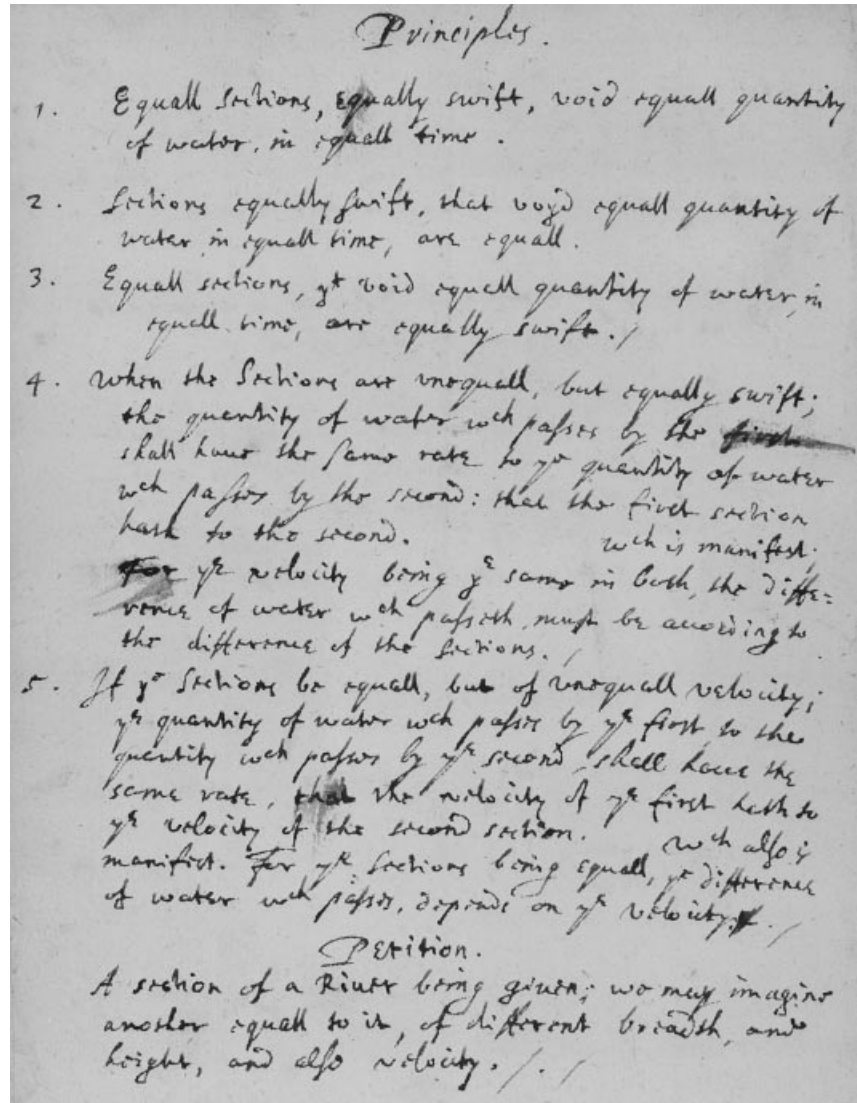 Principles.
1. Equall Sections, equally swift, void equall quantity
of water, in equall time.
2. Sections equally swift, that voyd equall quantity of
water in equall time, are equall.
3. Equall sections, yt void equall quantity of water, in
equall time, are equally swift./
4. When the Sections are vnequall, but equally swift;
the quantity of water wch passes by the first
shall haue the same rate to ye quantity of water
wch passes by the second: that the first section
hath to the second. wch is manifest.
For ye velocity being ye same in both, the diffe=
rence of water wch passeth, must be according to
the difference of the sections./
5. If ye Sections be equall, but of vnequall velocity;
ye quantity of water wch passes by ye first, to the
quantity wch passes by ye second, shall haue the
same rate, that the velocity of ye first hath to
ye velocity of the second section. wch also is
manifest. For ye Sections being equall, ye difference
of water wch passes, depends on ye velocity./
Petition.
A section of a Riuer being giuen; we may imagine
another equall to it, of different breadth, and
height, and also velocity./././